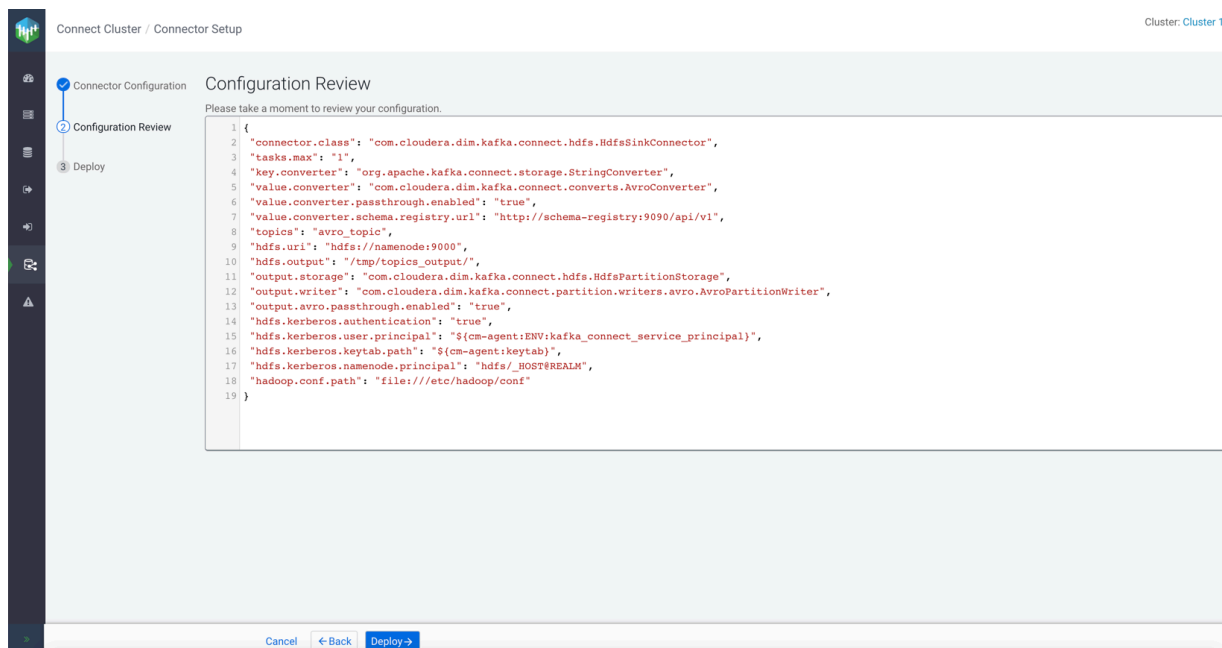 Connect Cluster / Connector Setup
Cluster: Cluster 1
Connector Configuration
2 Configuration Review
3 Deploy
Configuration Review
Please take a moment to review your configuration.
1 {
2 "connector.class": "com.cloudera.dim.kafka.connect.hdfs.HdfsSinkConnector",
3 "tasks.max": "1",
4 "key.converter": "org.apache.kafka.connect.storage.StringConverter",
5 "value.converter": "com.cloudera.dim.kafka.connect.converts.AvroConverter",
6 "value.converter.passthrough.enabled": "true",
7 "value.converter.schema.registry.url": "http://schema-registry:9090/api/v1",
8 "topics": "avro_topic",
9 "hdfs.uri": "hdfs://namenode:9000",
10 "hdfs.output": "/tmp/topics_output/",
11 "output.storage": "com.cloudera.dim.kafka.connect.hdfs.HdfsPartitionStorage",
12 "output.writer": "com.cloudera.dim.kafka.connect.partition.writers.avro.AvroPartitionWriter",
13 "output.avro.passthrough.enabled": "true",
14 "hdfs.kerberos.authentication": "true",
15 "hdfs.kerberos.user.principal": "${cm-agent:ENV:kafka_connect_service_principal}",
16 "hdfs.kerberos.keytab.path": "${cm-agent:keytab}",
17 "hdfs.kerberos.namenode.principal": "hdfs/_HOST@REALM",
18 "hadoop.conf.path": "file:///etc/hadoop/conf"
19 }
Cancel ← Back Deploy →